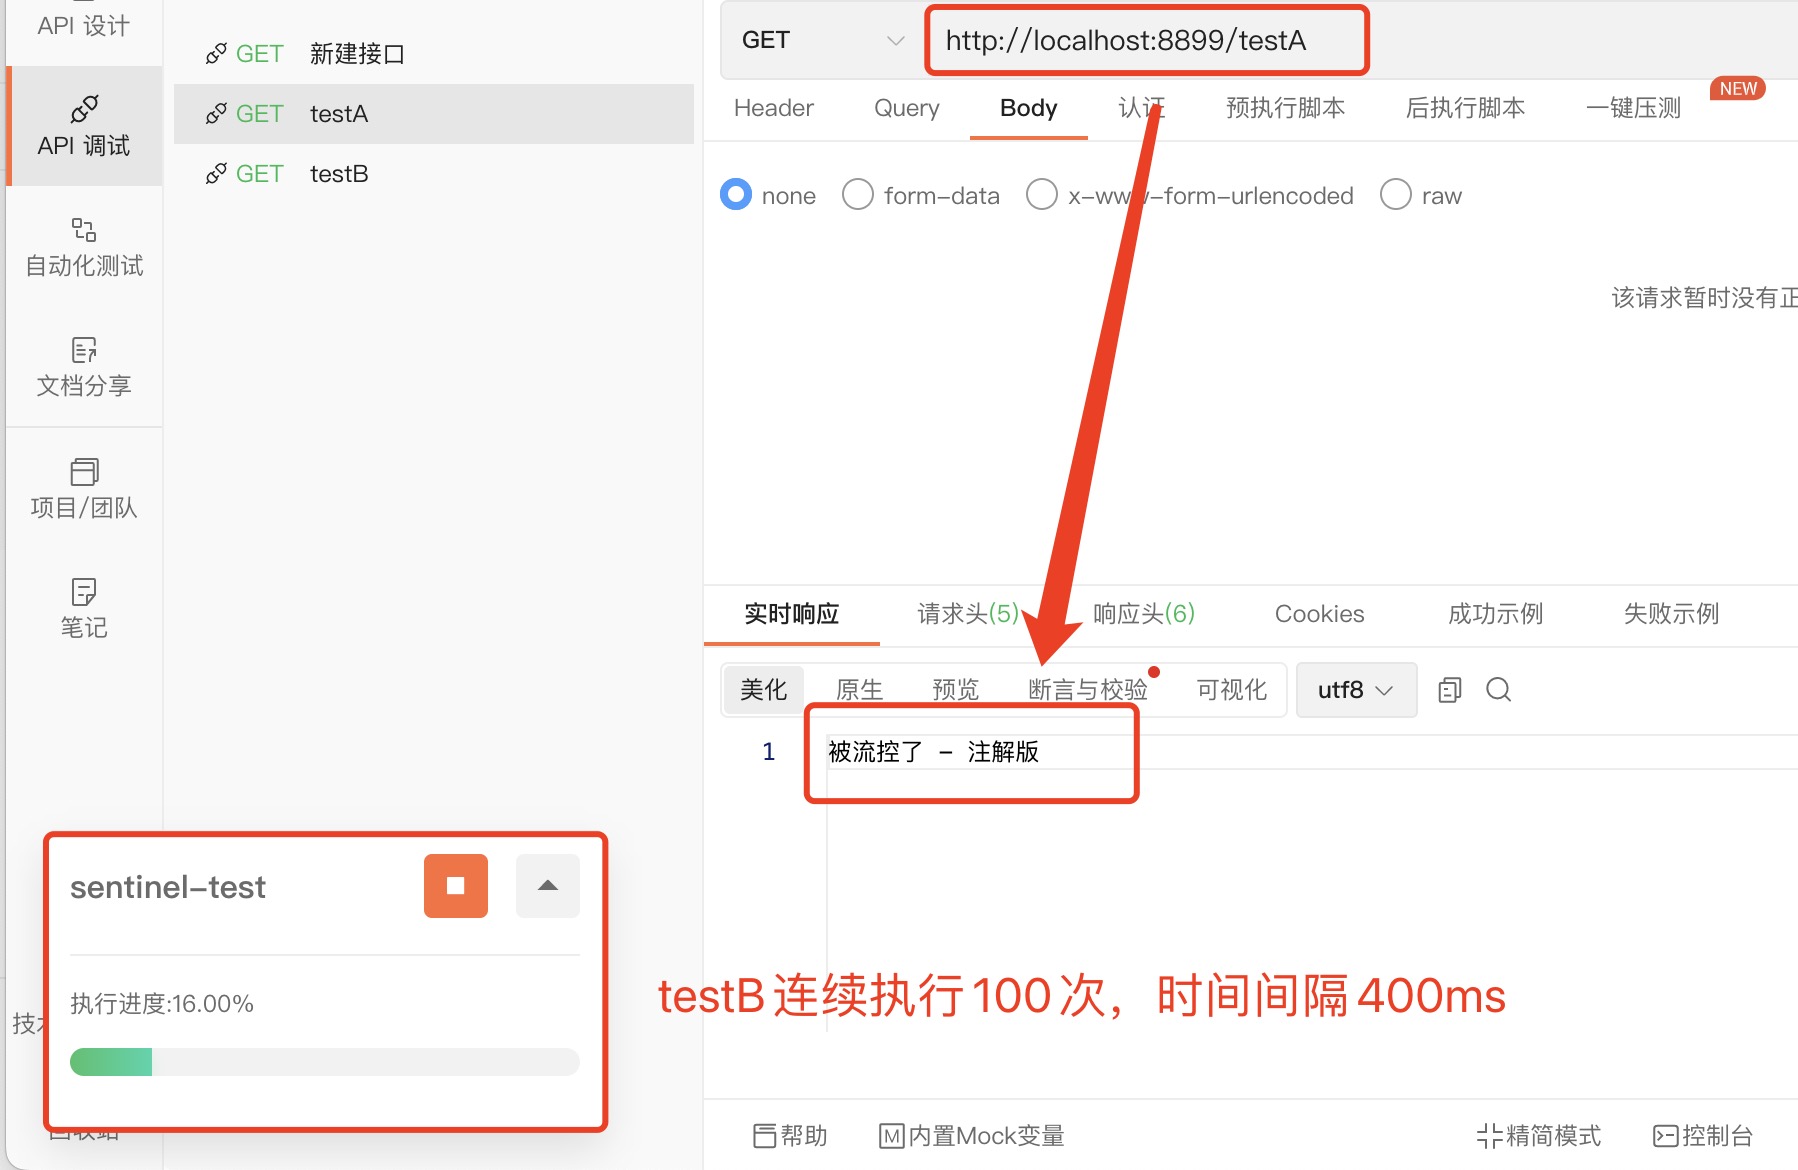 API 设计
API 调试
自动化测试
文档分享
项目/团队
笔记
GET 新建接口
GET testA
GET testB
GET http://localhost:8899/testA
Header Query Body 认证 预执行脚本 后执行脚本 一键压测 NEW
none form-data x-www-form-urlencoded raw
该请求暂时没有正
实时响应 请求头(5) 响应头(6) Cookies 成功示例 失败示例
美化 原生 预览 断言与校验 可视化 utf8
1 被流控了 - 注解版
sentinel-test
执行进度:16.00%
testB连续执行100次，时间间隔400ms
帮助 M内置Mock变量 精简模式 控制台